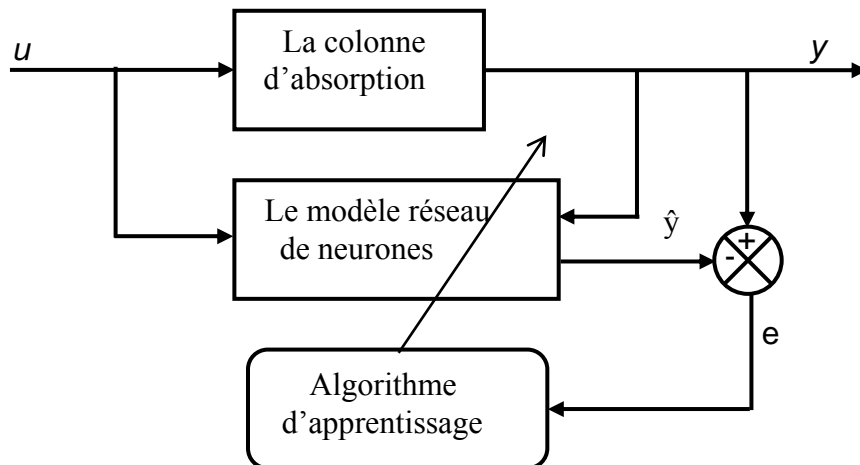 u
La colonne
d'absorption
y
Le modèle réseau
de neurones
ŷ
+
-
e
Algorithme
d'apprentissage